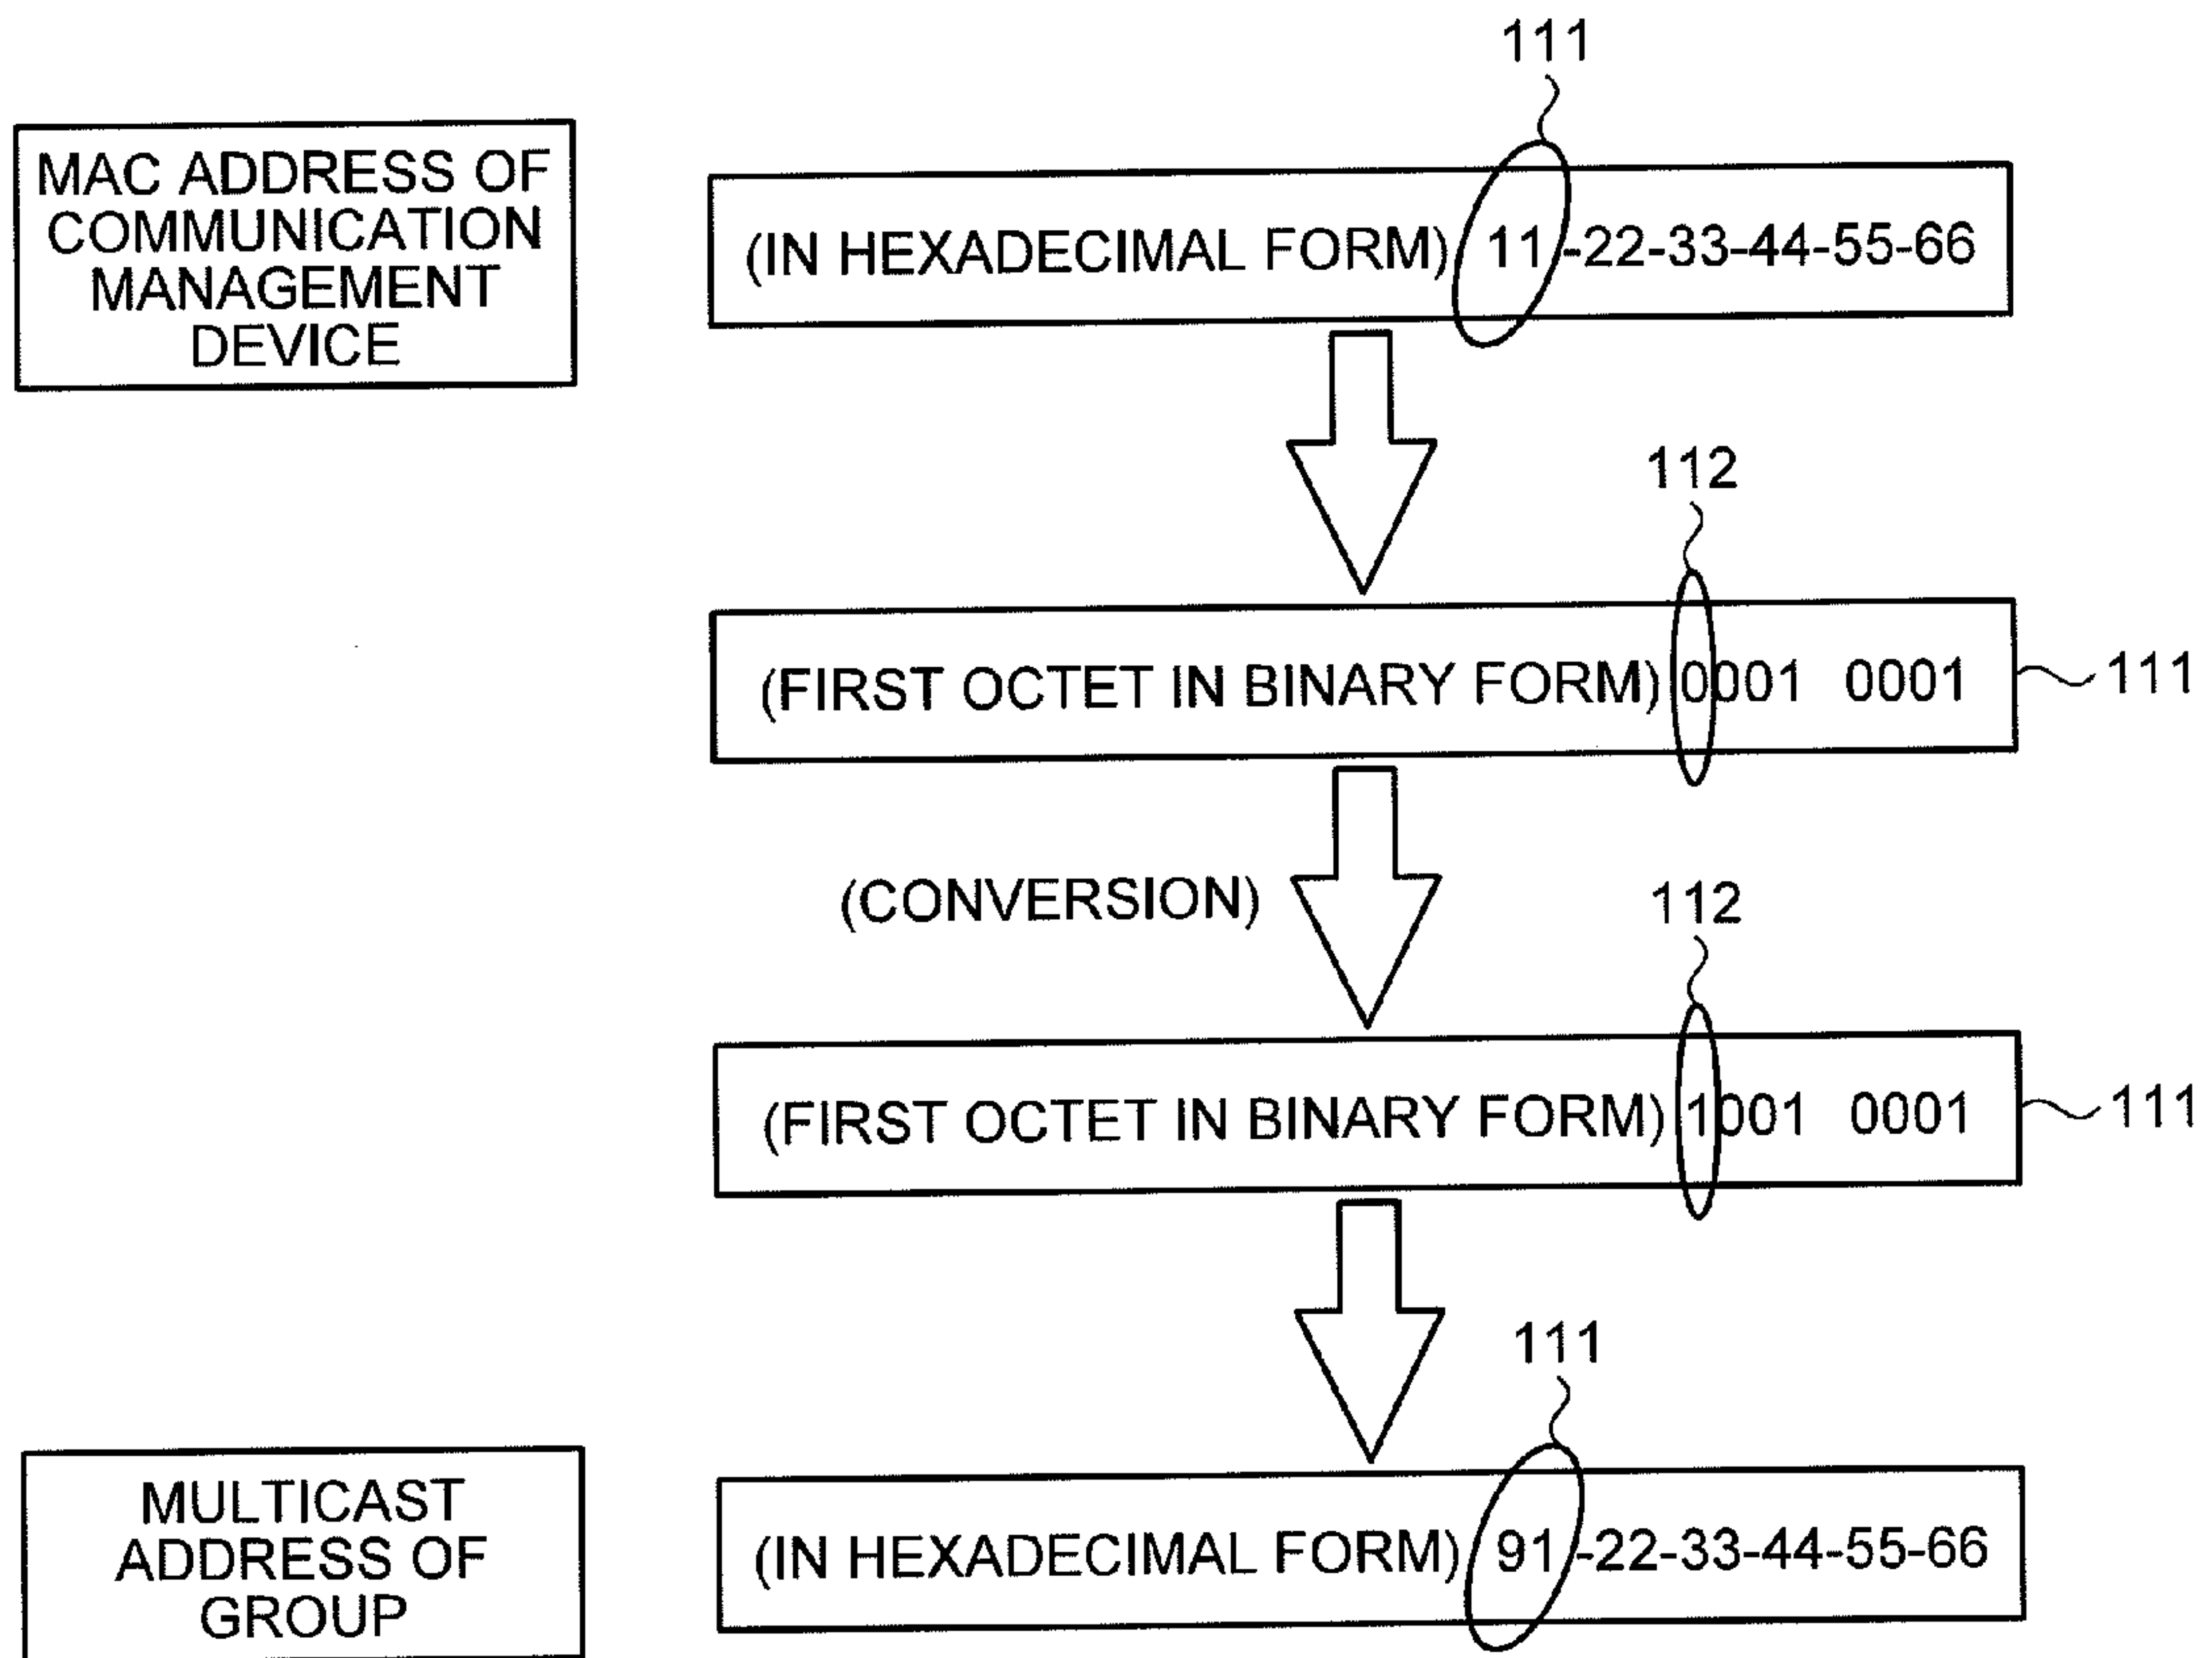 111
MAC ADDRESS OF
COMMUNICATION
MANAGEMENT
DEVICE
(IN HEXADECIMAL FORM) 11-22-33-44-55-66
112
(FIRST OCTET IN BINARY FORM) 0001 0001
111
(CONVERSION)
112
(FIRST OCTET IN BINARY FORM) 1001 0001
111
111
MULTICAST
ADDRESS OF
GROUP
(IN HEXADECIMAL FORM) 91-22-33-44-55-66